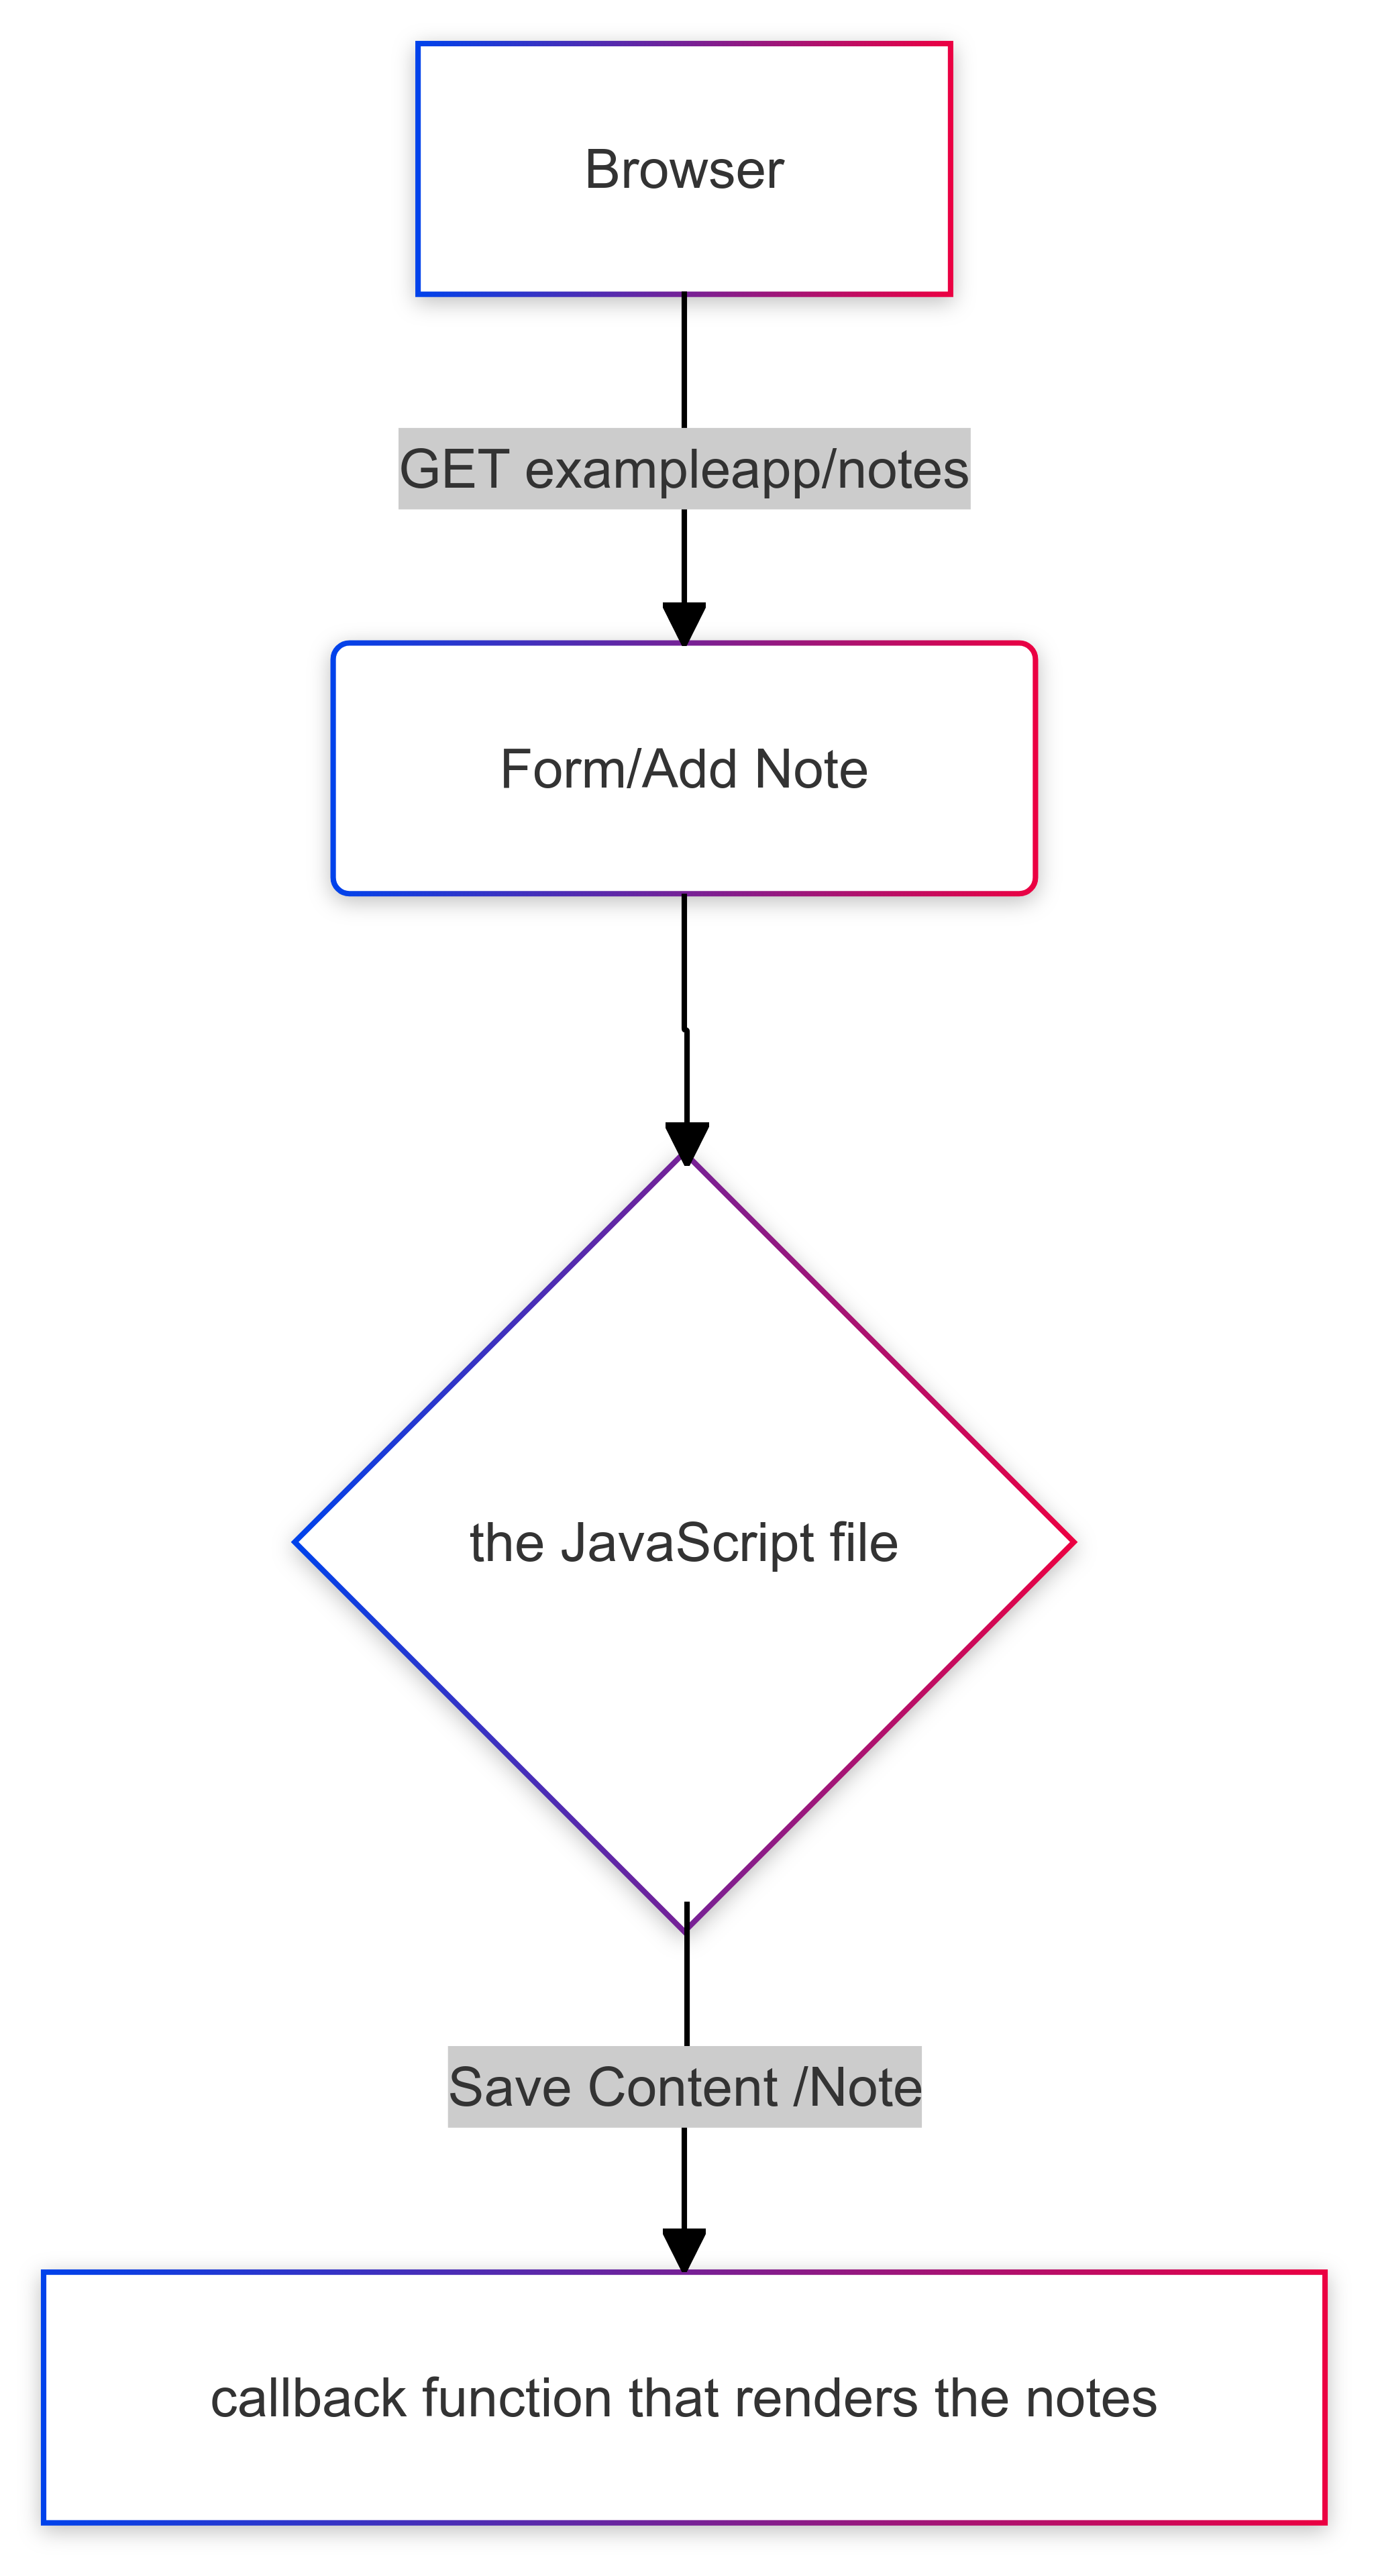 Browser
GET exampleapp/notes
Form/Add Note
the JavaScript file
Save Content /Note
callback function that renders the notes